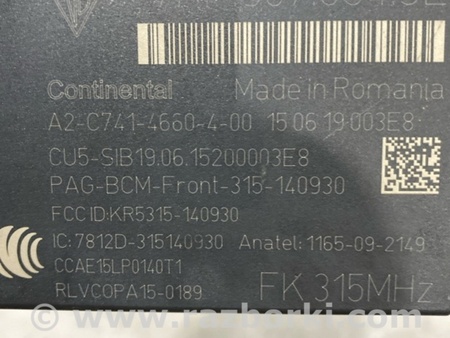 Continental Made in Romania
A2-C741-4660-4-00 15 06 19 003E8
CU5-SIB19.06.15200003E8
PAG-BCM-Front-315-140930
FCC ID:KR5315-140930
IC: 7812D-315140930 Anatel: 1165-09-2149
CCAE15LP0140T1
RLVCOPA15-0189 FK 315MHz
© www.razborki.com